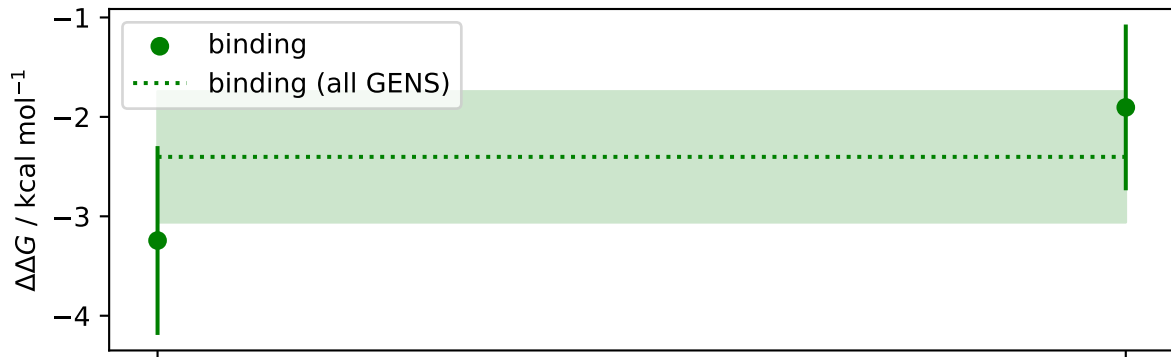 −1
−2
−3
−4
ΔΔG / kcal mol⁻¹
binding
binding (all GENS)